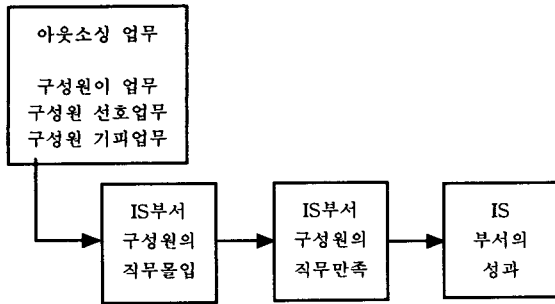 아웃소싱 업무
구성원이 업무
구성원 선호업무
구성원 기피업무
IS부서
구성원의
직무몰입
IS부서
구성원의
직무만족
IS
부서의
성과